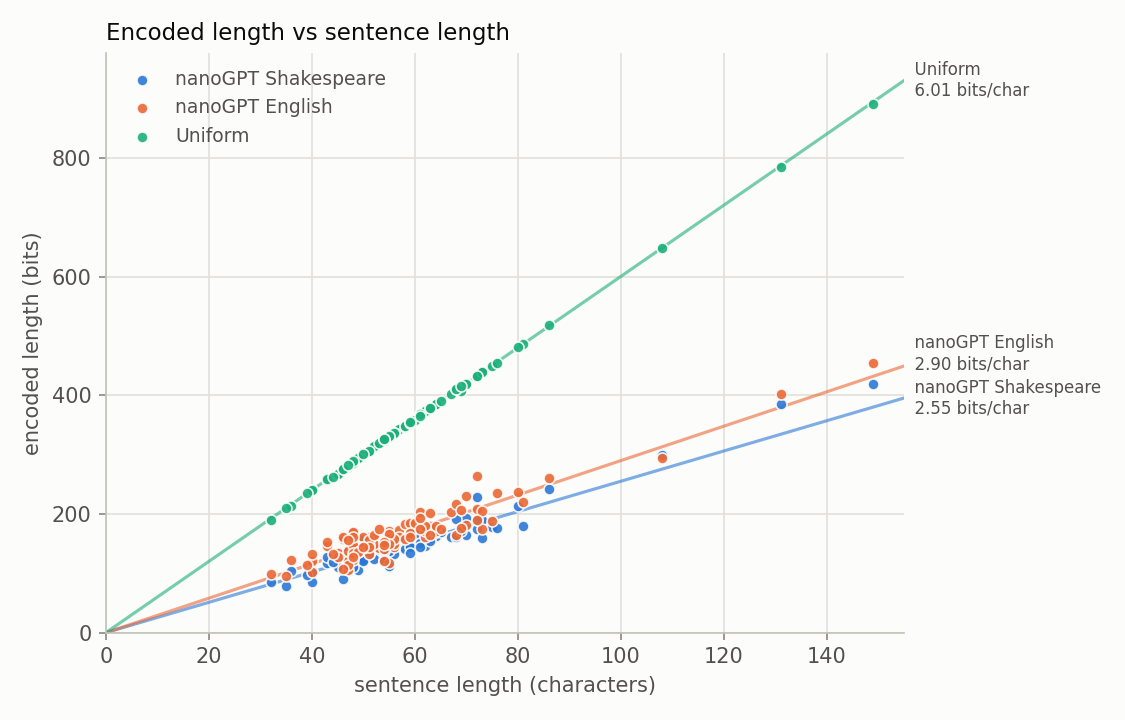 Encoded length vs sentence length
nanoGPT Shakespeare
nanoGPT English
Uniform
Uniform
6.01 bits/char
nanoGPT English
2.90 bits/char
nanoGPT Shakespeare
2.55 bits/char
encoded length (bits)
800
600
400
200
0
0 20 40 60 80 100 120 140
sentence length (characters)